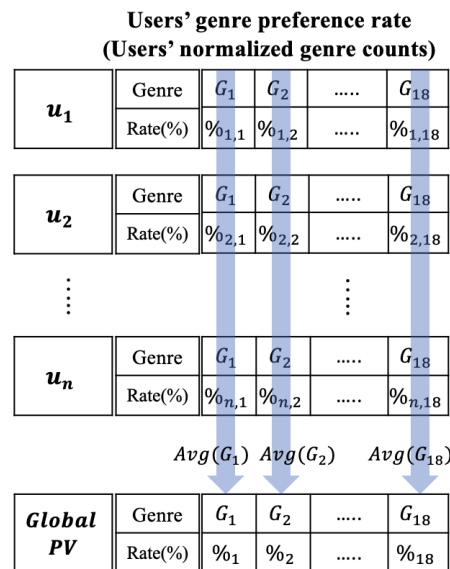 Users' genre preference rate
(Users' normalized genre counts)
u₁ Genre G₁ G₂ ..... G₁₈
Rate(%) %₁,₁ %₁,₂ ..... %₁,₁₈
u₂ Genre G₁ G₂ ..... G₁₈
Rate(%) %₂,₁ %₂,₂ ..... %₂,₁₈
uₙ Genre G₁ G₂ ..... G₁₈
Rate(%) %ₙ,₁ %ₙ,₂ ..... %ₙ,₁₈
Avg(G₁) Avg(G₂) Avg(G₁₈)
Global PV Genre G₁ G₂ ..... G₁₈
Rate(%) %₁ %₂ ..... %₁₈